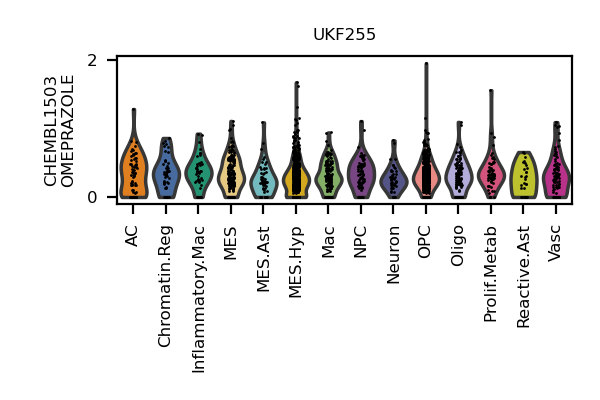 UKF255
CHEMBL1503
OMEPRAZOLE
2
0
AC
Chromatin.Reg
Inflammatory.Mac
MES
MES.Ast
MES.Hyp
Mac
NPC
Neuron
OPC
Oligo
Prolif.Metab
Reactive.Ast
Vasc